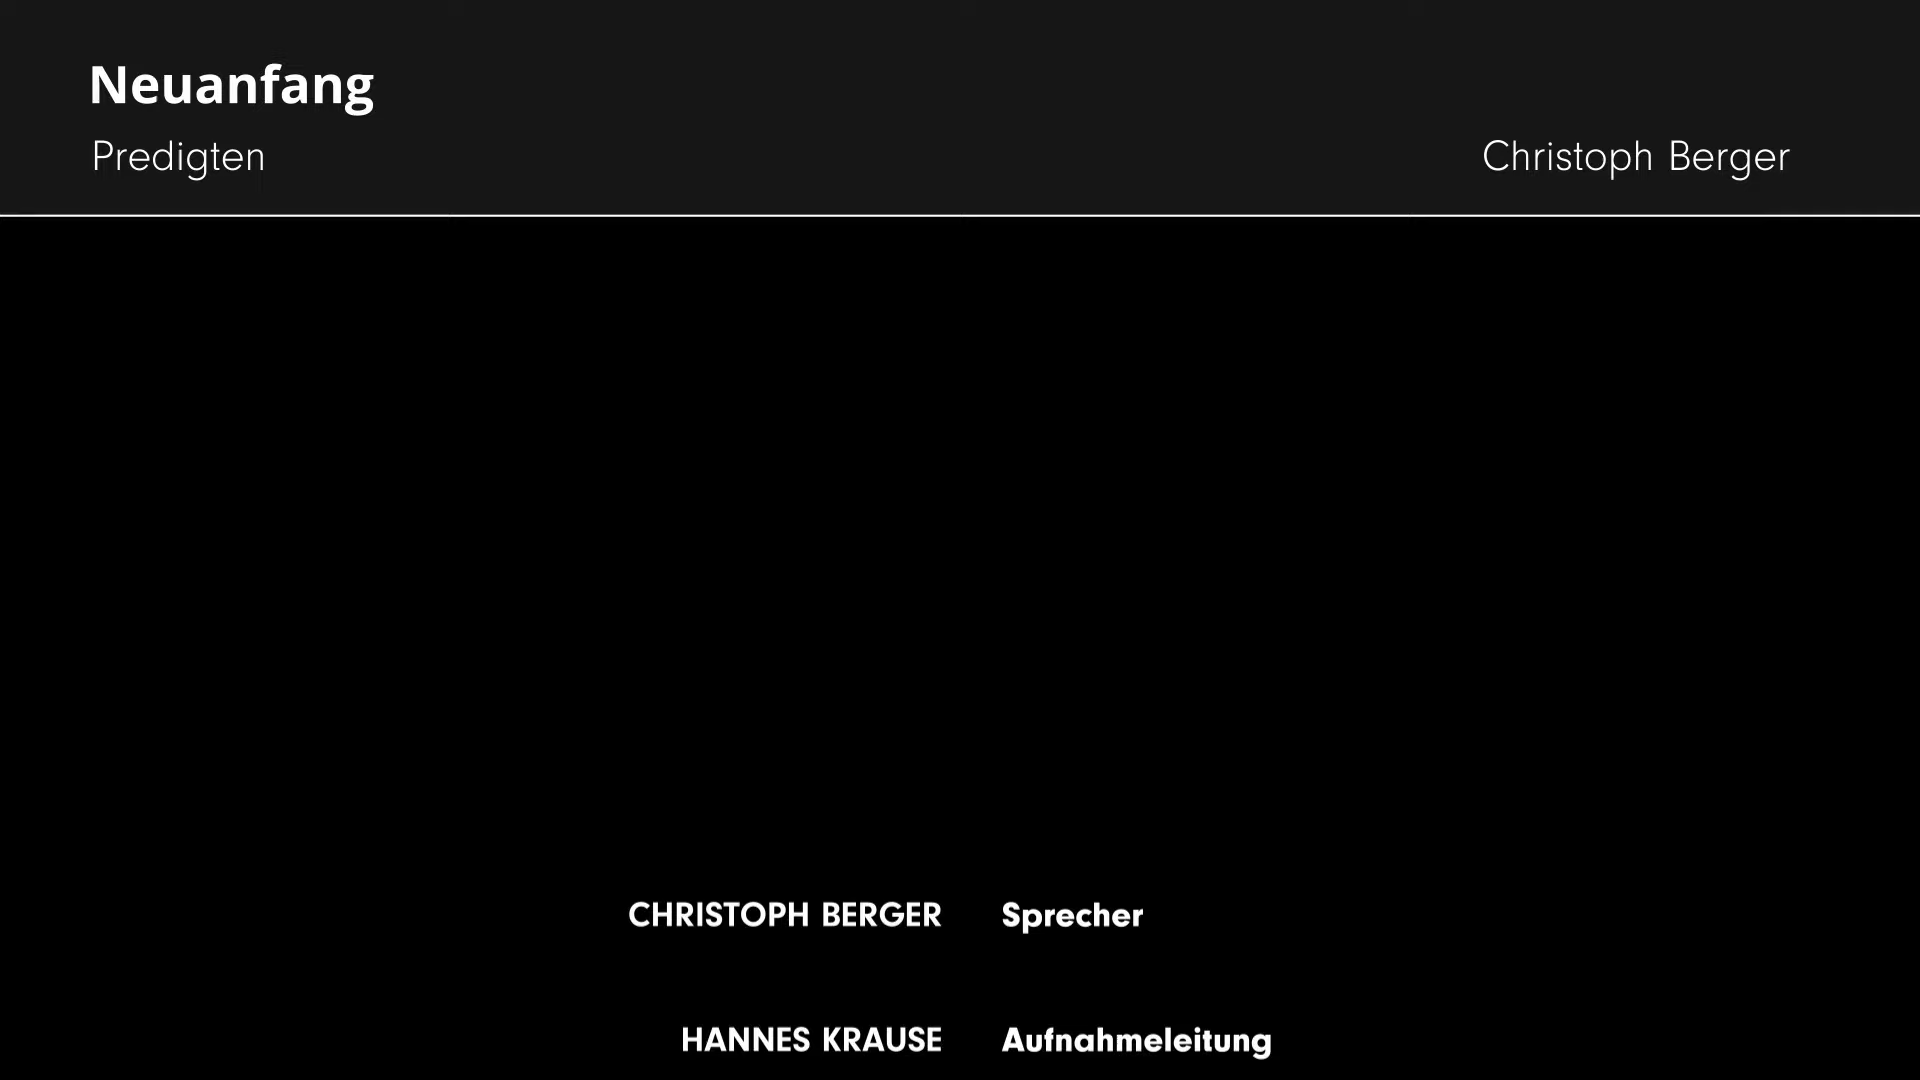 Neuanfang
Predigten Christoph Berger
CHRISTOPH BERGER Sprecher
HANNES KRAUSE Aufnahmeleitung